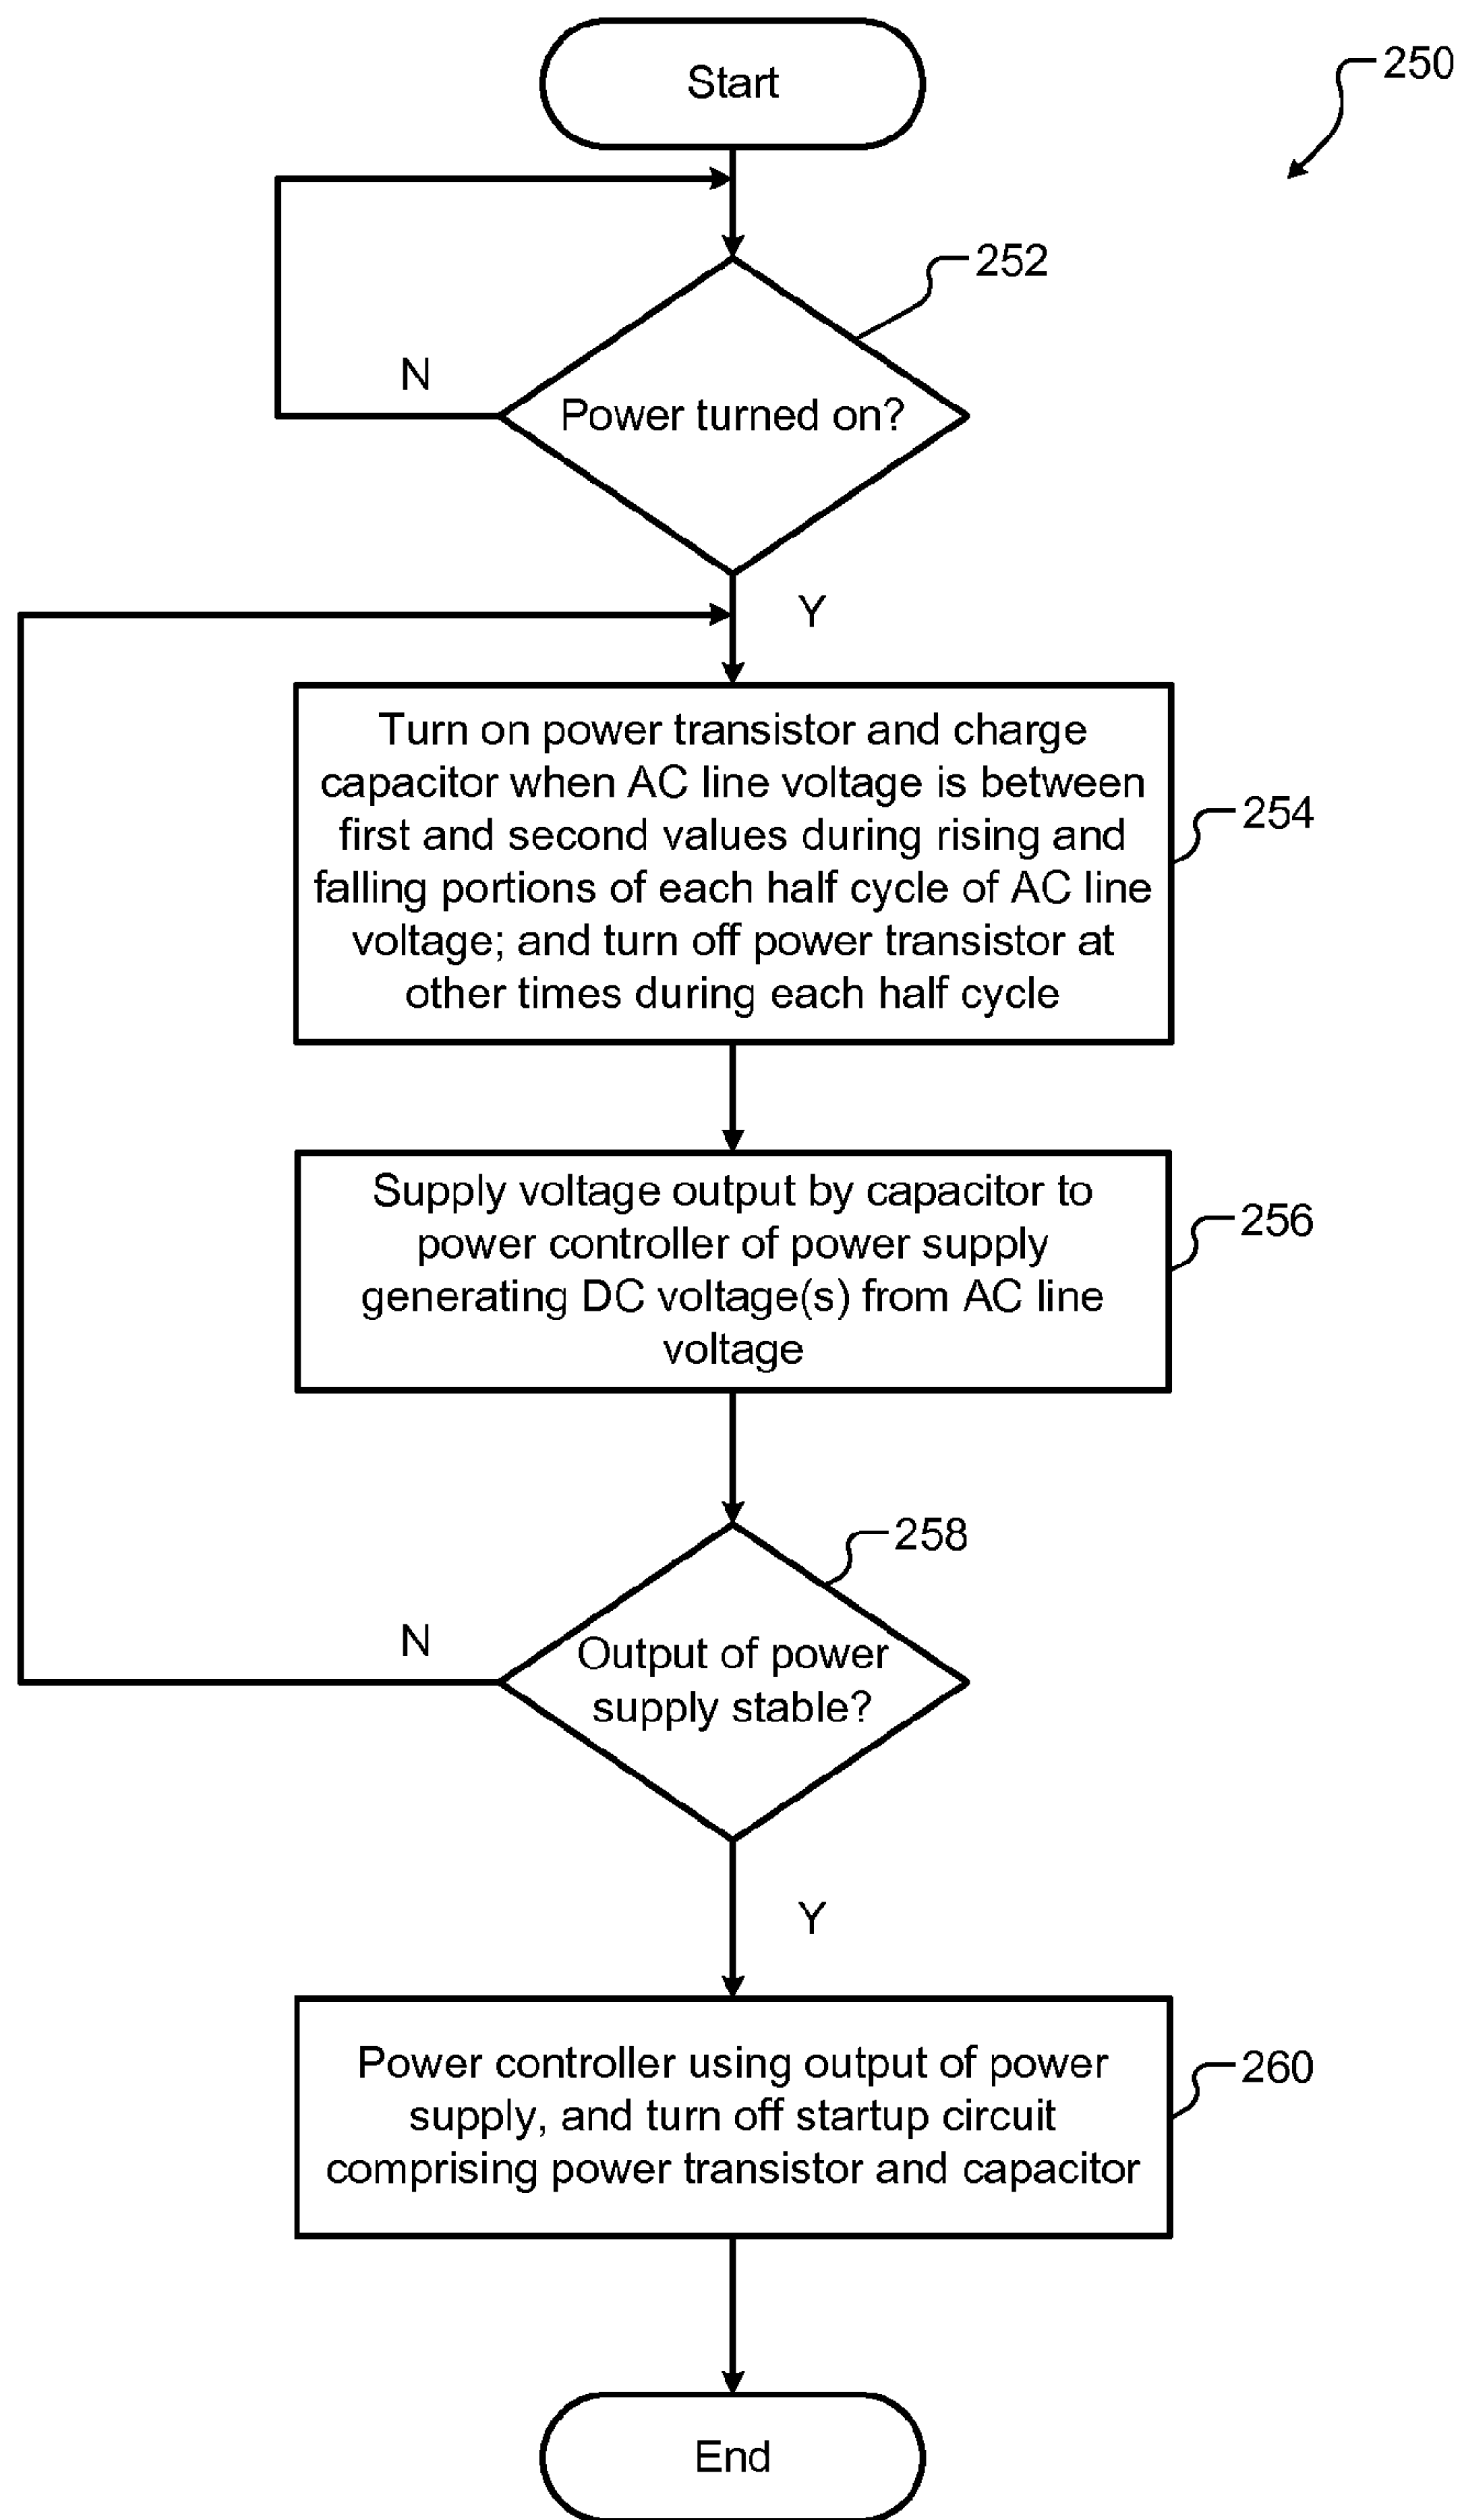 Start
250
252
N
Power turned on?
Y
Turn on power transistor and charge
capacitor when AC line voltage is between
first and second values during rising and
falling portions of each half cycle of AC line
voltage; and turn off power transistor at
other times during each half cycle
254
Supply voltage output by capacitor to
power controller of power supply
generating DC voltage(s) from AC line
voltage
256
258
N
Output of power
supply stable?
Y
Power controller using output of power
supply, and turn off startup circuit
comprising power transistor and capacitor
260
End